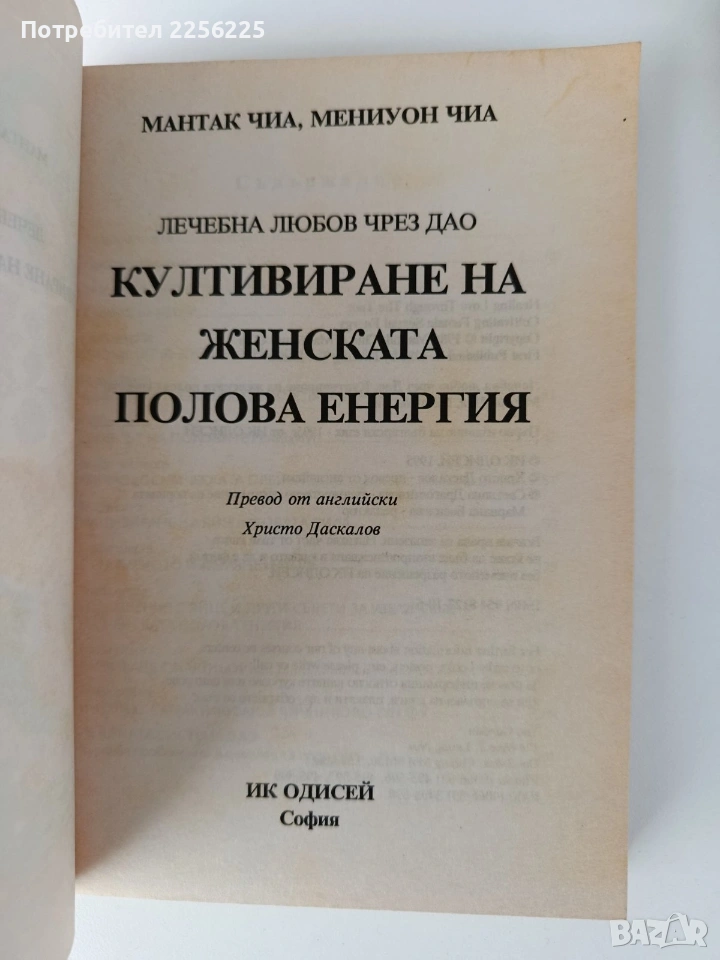 Потребител 2256225
МАНТАК ЧИА, МЕНИУОН ЧИА
ЛЕЧЕБНА ЛЮБОВ ЧРЕЗ ДАО
КУЛТИВИРАНЕ НА
ЖЕНСКАТА
ПОЛОВА ЕНЕРГИЯ
Превод от английски
Христо Даскалов
ИК ОДИСЕЙ
София
BAZAR